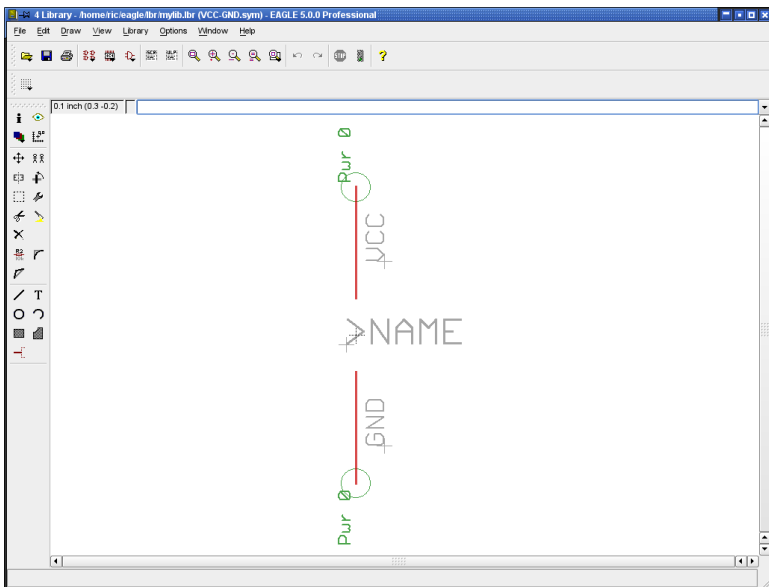 4 Library - /home/ric/eagle/lbr/mylib.lbr (VCC-GND.sym) - EAGLE 5.0.0 Professional
File Edit Draw View Library Options Window Help
STOP ?
0.1 inch (0.3 -0.2)
Pwr 0
VCC
>NAME
GND
Pwr 0
T